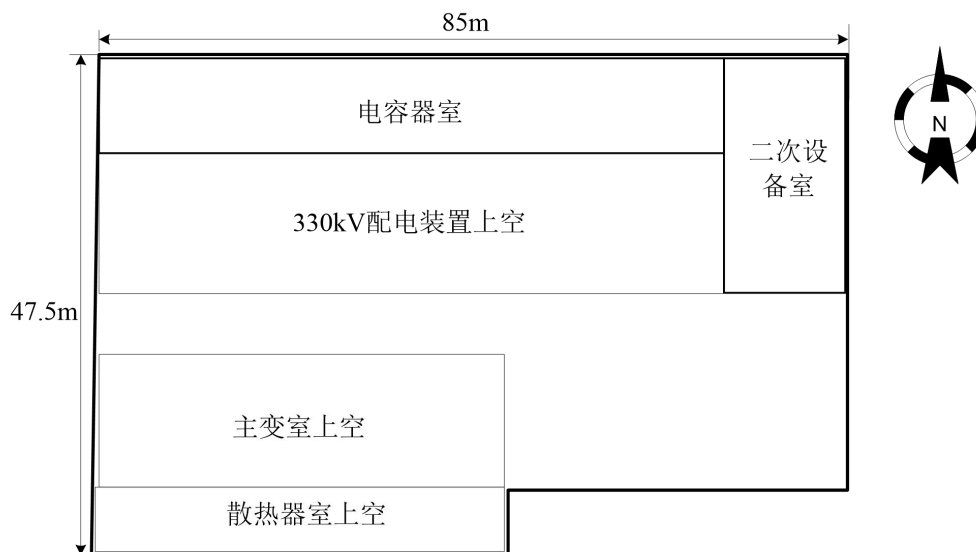 85m
电容器室
N
二次设
备室
330kV配电装置上空
47.5m
主变室上空
散热器室上空